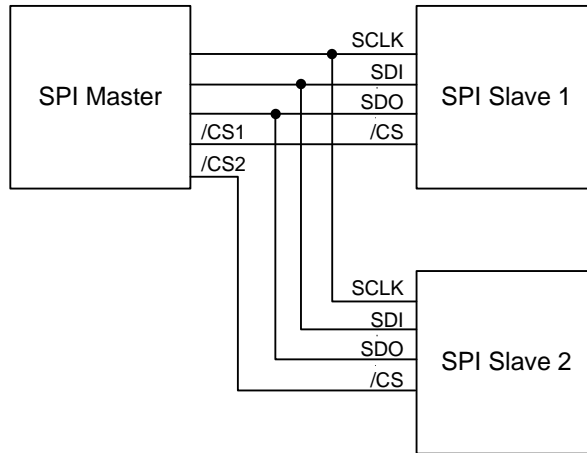 SPI Master
SCLK
SDI
SDO
/CS1
/CS
/CS2
SPI Slave 1
SCLK
SDI
SDO
/CS
SPI Slave 2